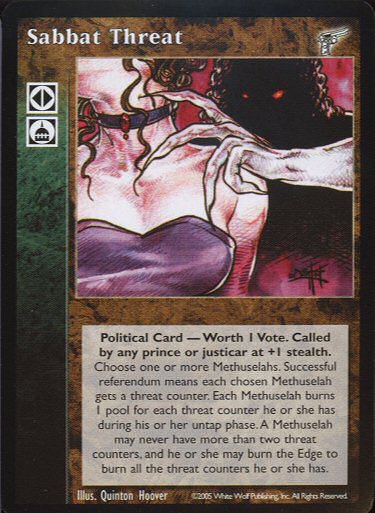 Sabbat Threat
Political Card — Worth 1 Vote. Called
by any prince or justicar at +1 stealth.
Choose one or more Methuselahs. Successful
referendum means each chosen Methuselah
gets a threat counter. Each Methuselah burns
1 pool for each threat counter he or she has
during his or her untap phase. A Methuselah
may never have more than two threat
counters, and he or she may burn the Edge to
burn all the threat counters he or she has.
Illus. Quinton Hoover
©2005 White Wolf Publishing, Inc. All Rights Reserved.